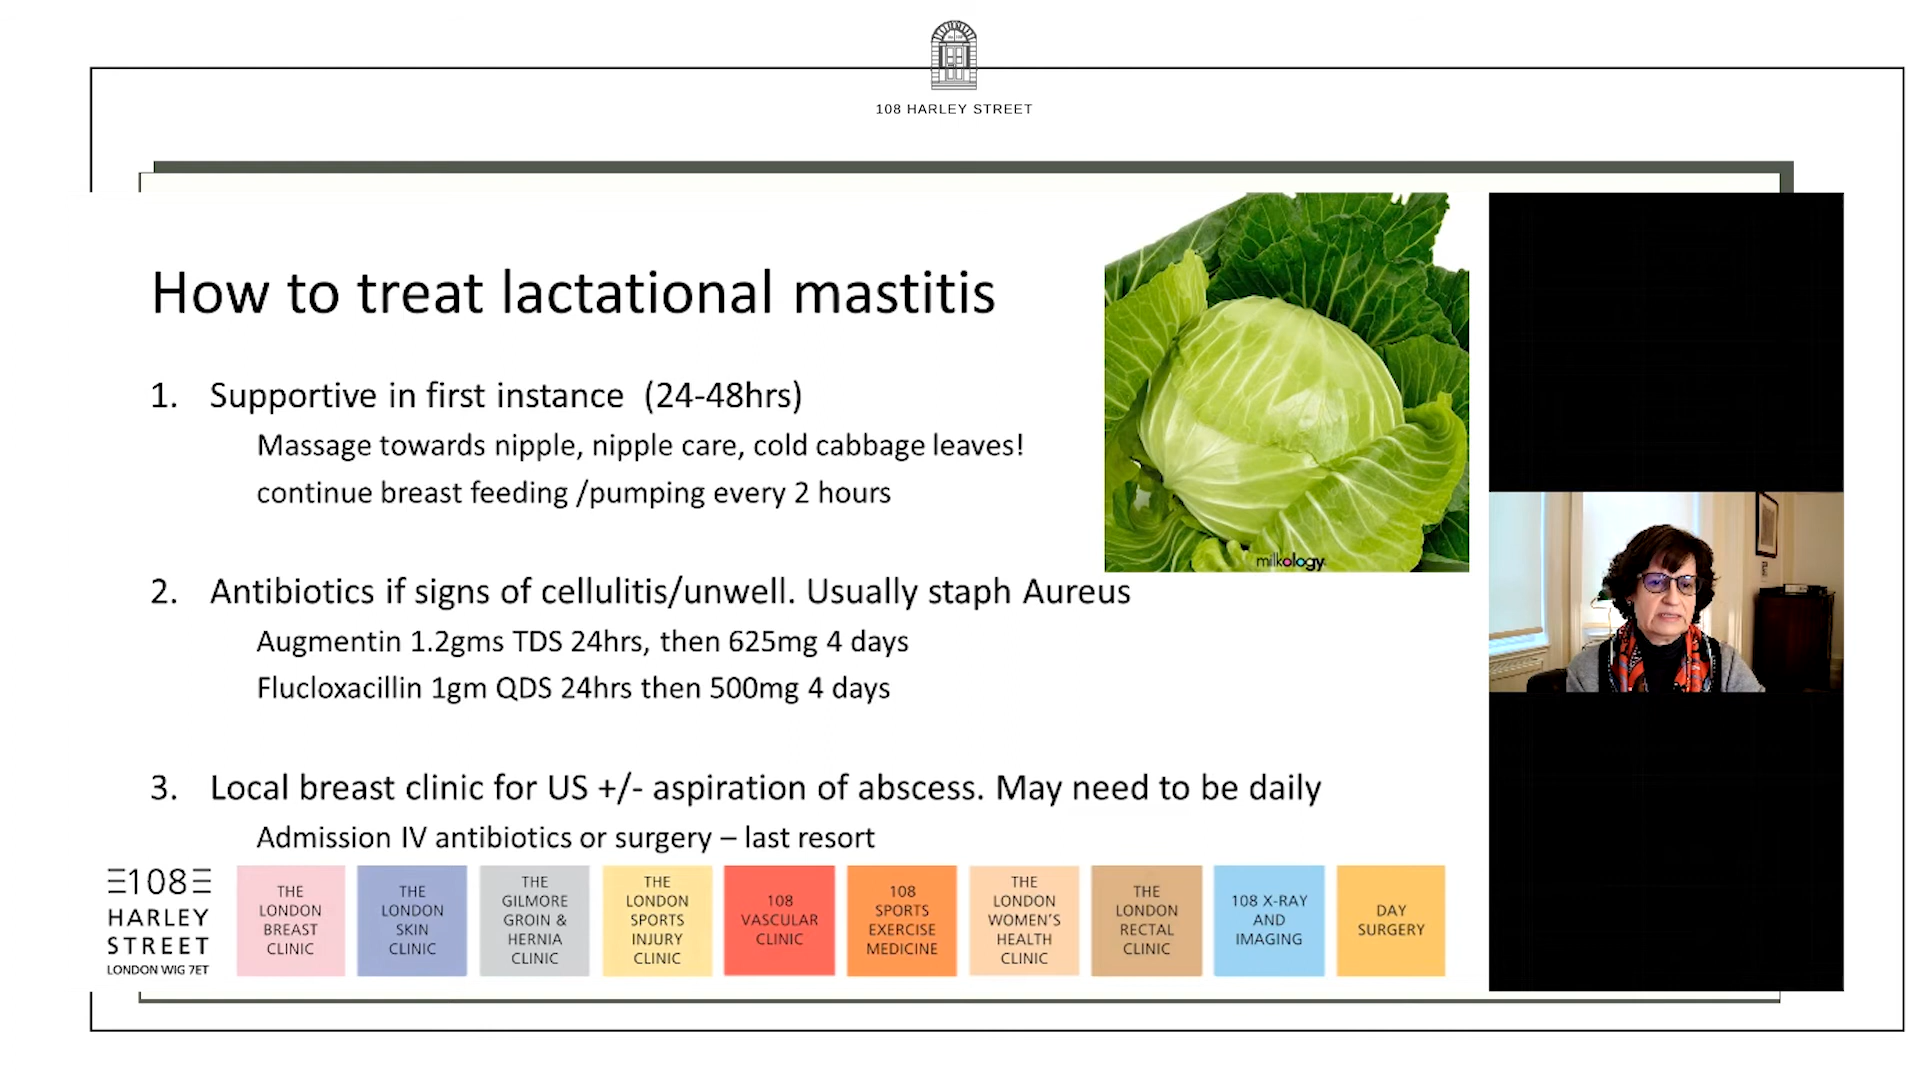 108 HARLEY STREET
How to treat lactational mastitis
1. Supportive in first instance (24-48hrs)
Massage towards nipple, nipple care, cold cabbage leaves!
continue breast feeding /pumping every 2 hours
milkology
2. Antibiotics if signs of cellulitis/unwell. Usually staph Aureus
Augmentin 1.2gms TDS 24hrs, then 625mg 4 days
Flucloxacillin 1gm QDS 24hrs then 500mg 4 days
3. Local breast clinic for US +/- aspiration of abscess. May need to be daily
Admission IV antibiotics or surgery – last resort
108
HARLEY
STREET
LONDON W1G 7ET
THE
LONDON
BREAST
CLINIC
THE
LONDON
SKIN
CLINIC
THE
GILMORE
GROIN &
HERNIA
CLINIC
THE
LONDON
SPORTS
INJURY
CLINIC
108
VASCULAR
CLINIC
108
SPORTS
EXERCISE
MEDICINE
THE
LONDON
WOMEN'S
HEALTH
CLINIC
THE
LONDON
RECTAL
CLINIC
108 X-RAY
AND
IMAGING
DAY
SURGERY